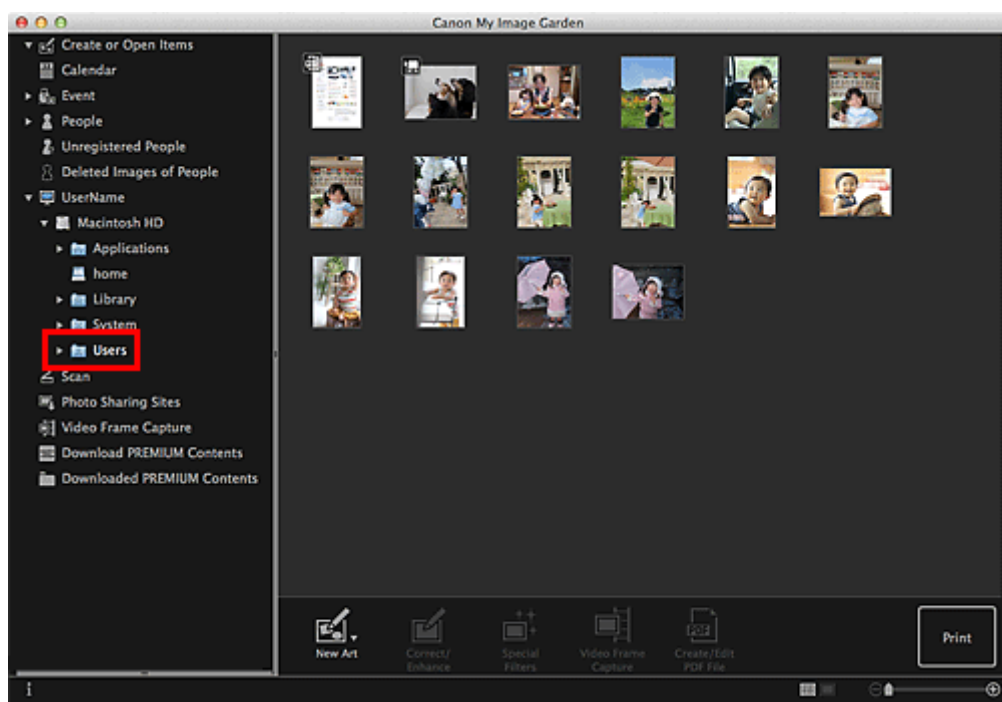 Canon My Image Garden
Create or Open Items
Calendar
Event
People
Unregistered People
Deleted Images of People
UserName
Macintosh HD
Applications
home
Library
System
Users
Scan
Photo Sharing Sites
Video Frame Capture
Download PREMIUM Contents
Downloaded PREMIUM Contents
New Art
Correct/
Enhance
Special
Filters
Video Frame
Capture
PDF
Create/Edit
PDF File
Print
i